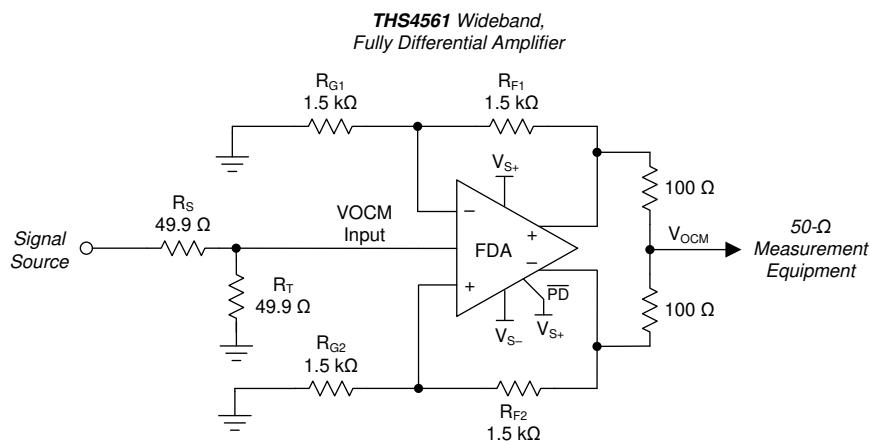 THS4561 Wideband,
Fully Differential Amplifier
RG1
1.5 kΩ
RF1
1.5 kΩ
VS+
100 Ω
RS
49.9 Ω
VOCM
Input
Signal
Source
−
+
FDA
−
+
VOCM
50-Ω
Measurement
Equipment
RT
49.9 Ω
PD
VS−
VS+
100 Ω
RG2
1.5 kΩ
RF2
1.5 kΩ